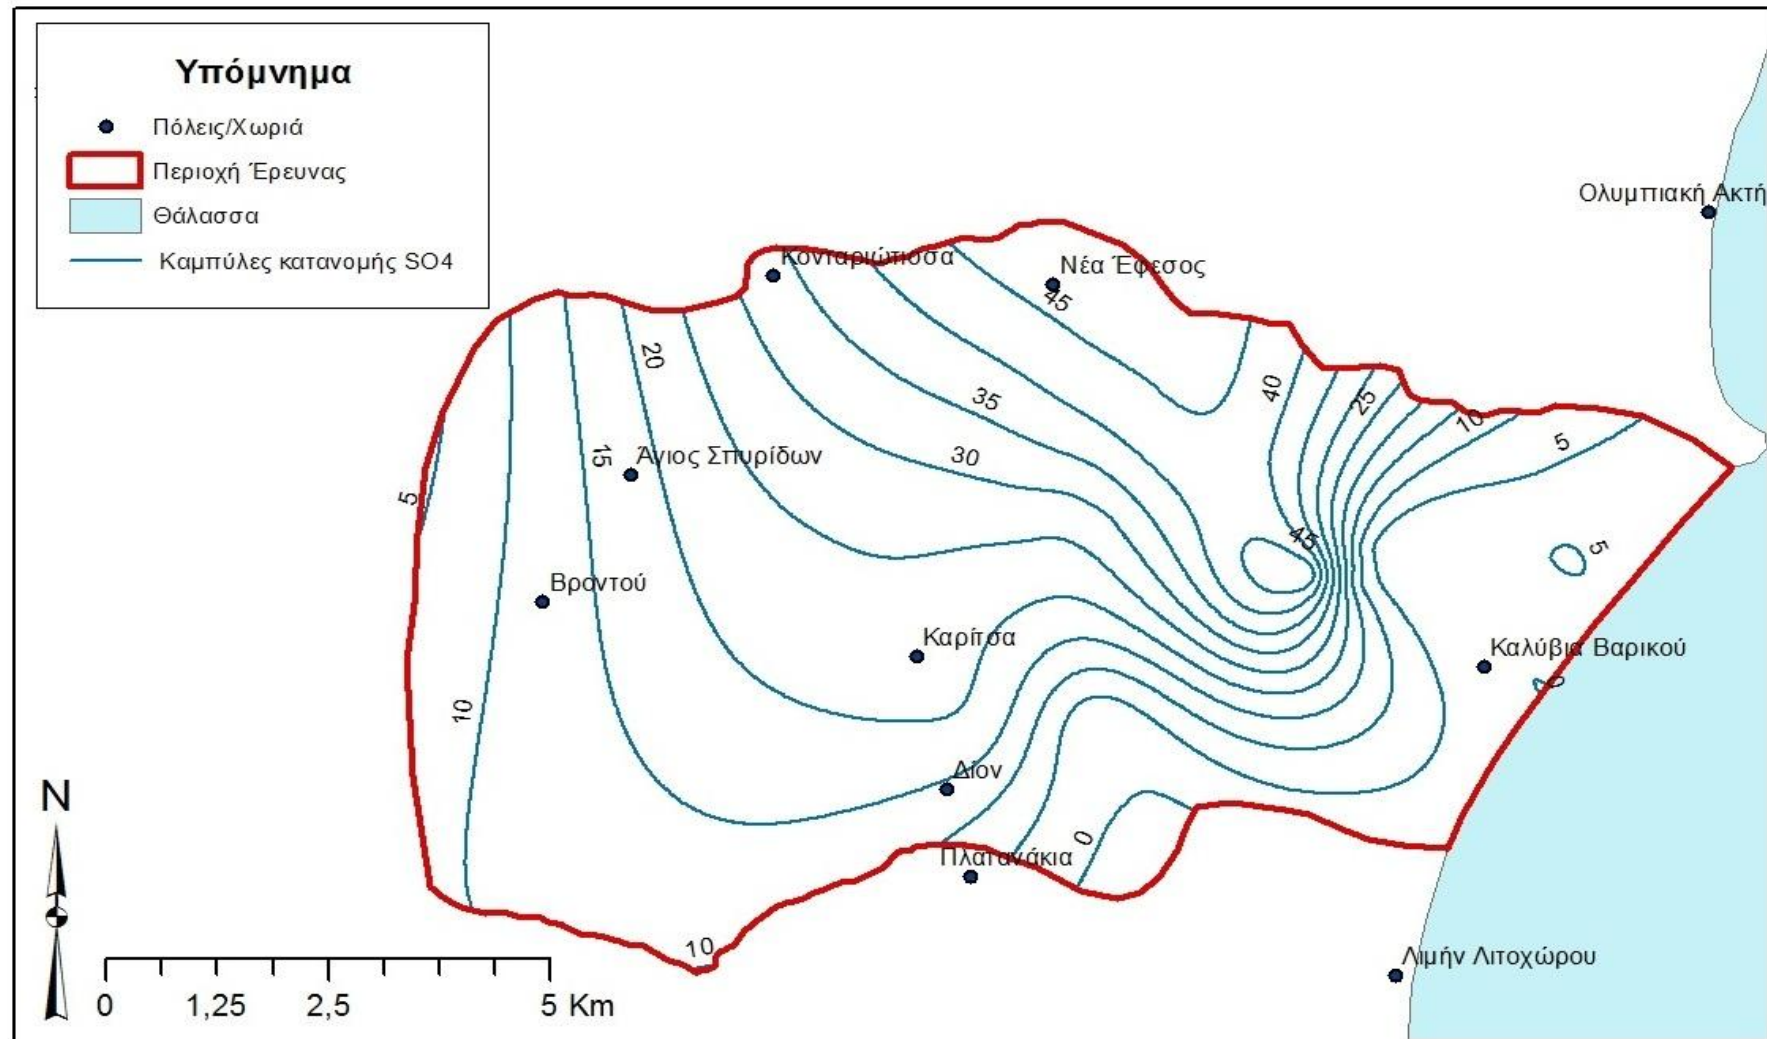 Υπόμνημα
Πόλεις/Χωριά
Περιοχή Έρευνας
Θάλασσα
Καμπύλες κατανομής SO4
Ολυμπιακή Ακτή
Κονταριώτισσα
Νέα Έφεσος
45
20
40
35
25
10
5
30
15
Άγιος Σπυρίδων
5
45
5
Βροντού
Καρίτσα
Καλύβια Βαρικού
0
10
Δίον
0
Πλατανάκια
10
Λιμήν Λιτοχώρου
N
0 1,25 2,5 5 Km